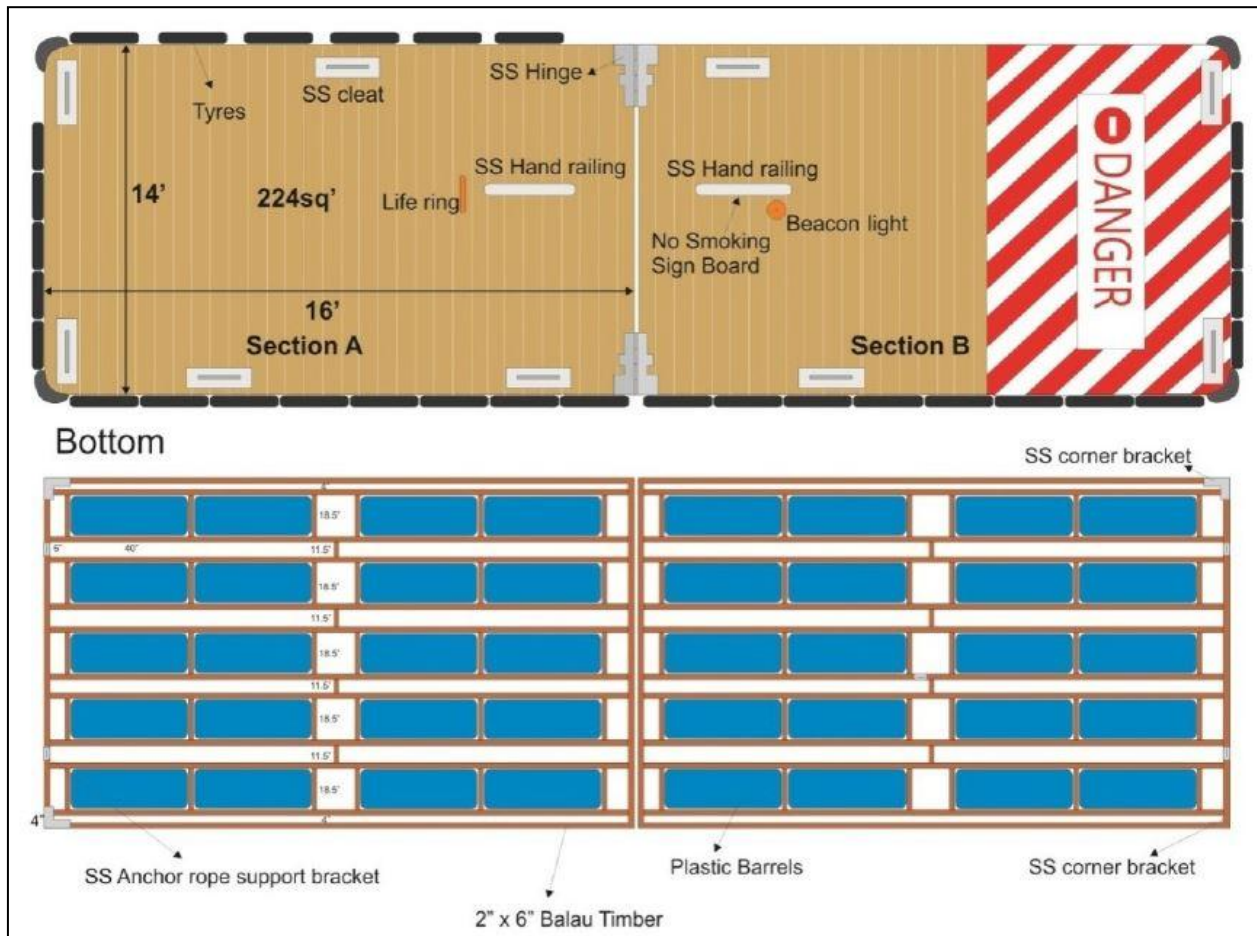 SS Hinge
SS cleat
Tyres
SS Hand railing
SS Hand railing
14'
224sq'
Life ring
Beacon light
No Smoking
Sign Board
DANGER
16'
Section A
Section B
Bottom
SS corner bracket
4"
18.5"
6"
40"
11.5"
18.5"
11.5"
18.5"
11.5"
18.5"
11.5"
18.5"
4"
4"
SS Anchor rope support bracket
Plastic Barrels
SS corner bracket
2" x 6" Balau Timber